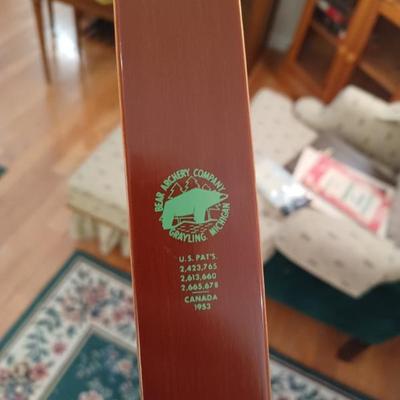 BEAR ARCHERY COMPANY
GRAYLING, MICHIGAN
U.S. PAT'S.
2,423,765
2,613,660
2,665,678
CANADA
1953